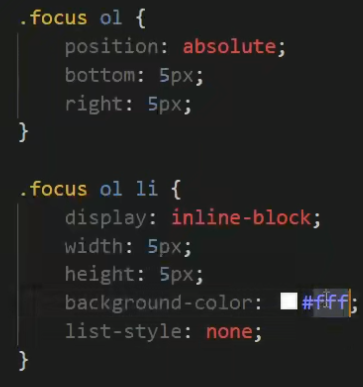 .focus ol {
position: absolute;
bottom: 5px;
right: 5px;
}
.focus ol li {
display: inline-block;
width: 5px;
height: 5px;
background-color: #fff;
list-style: none;
}